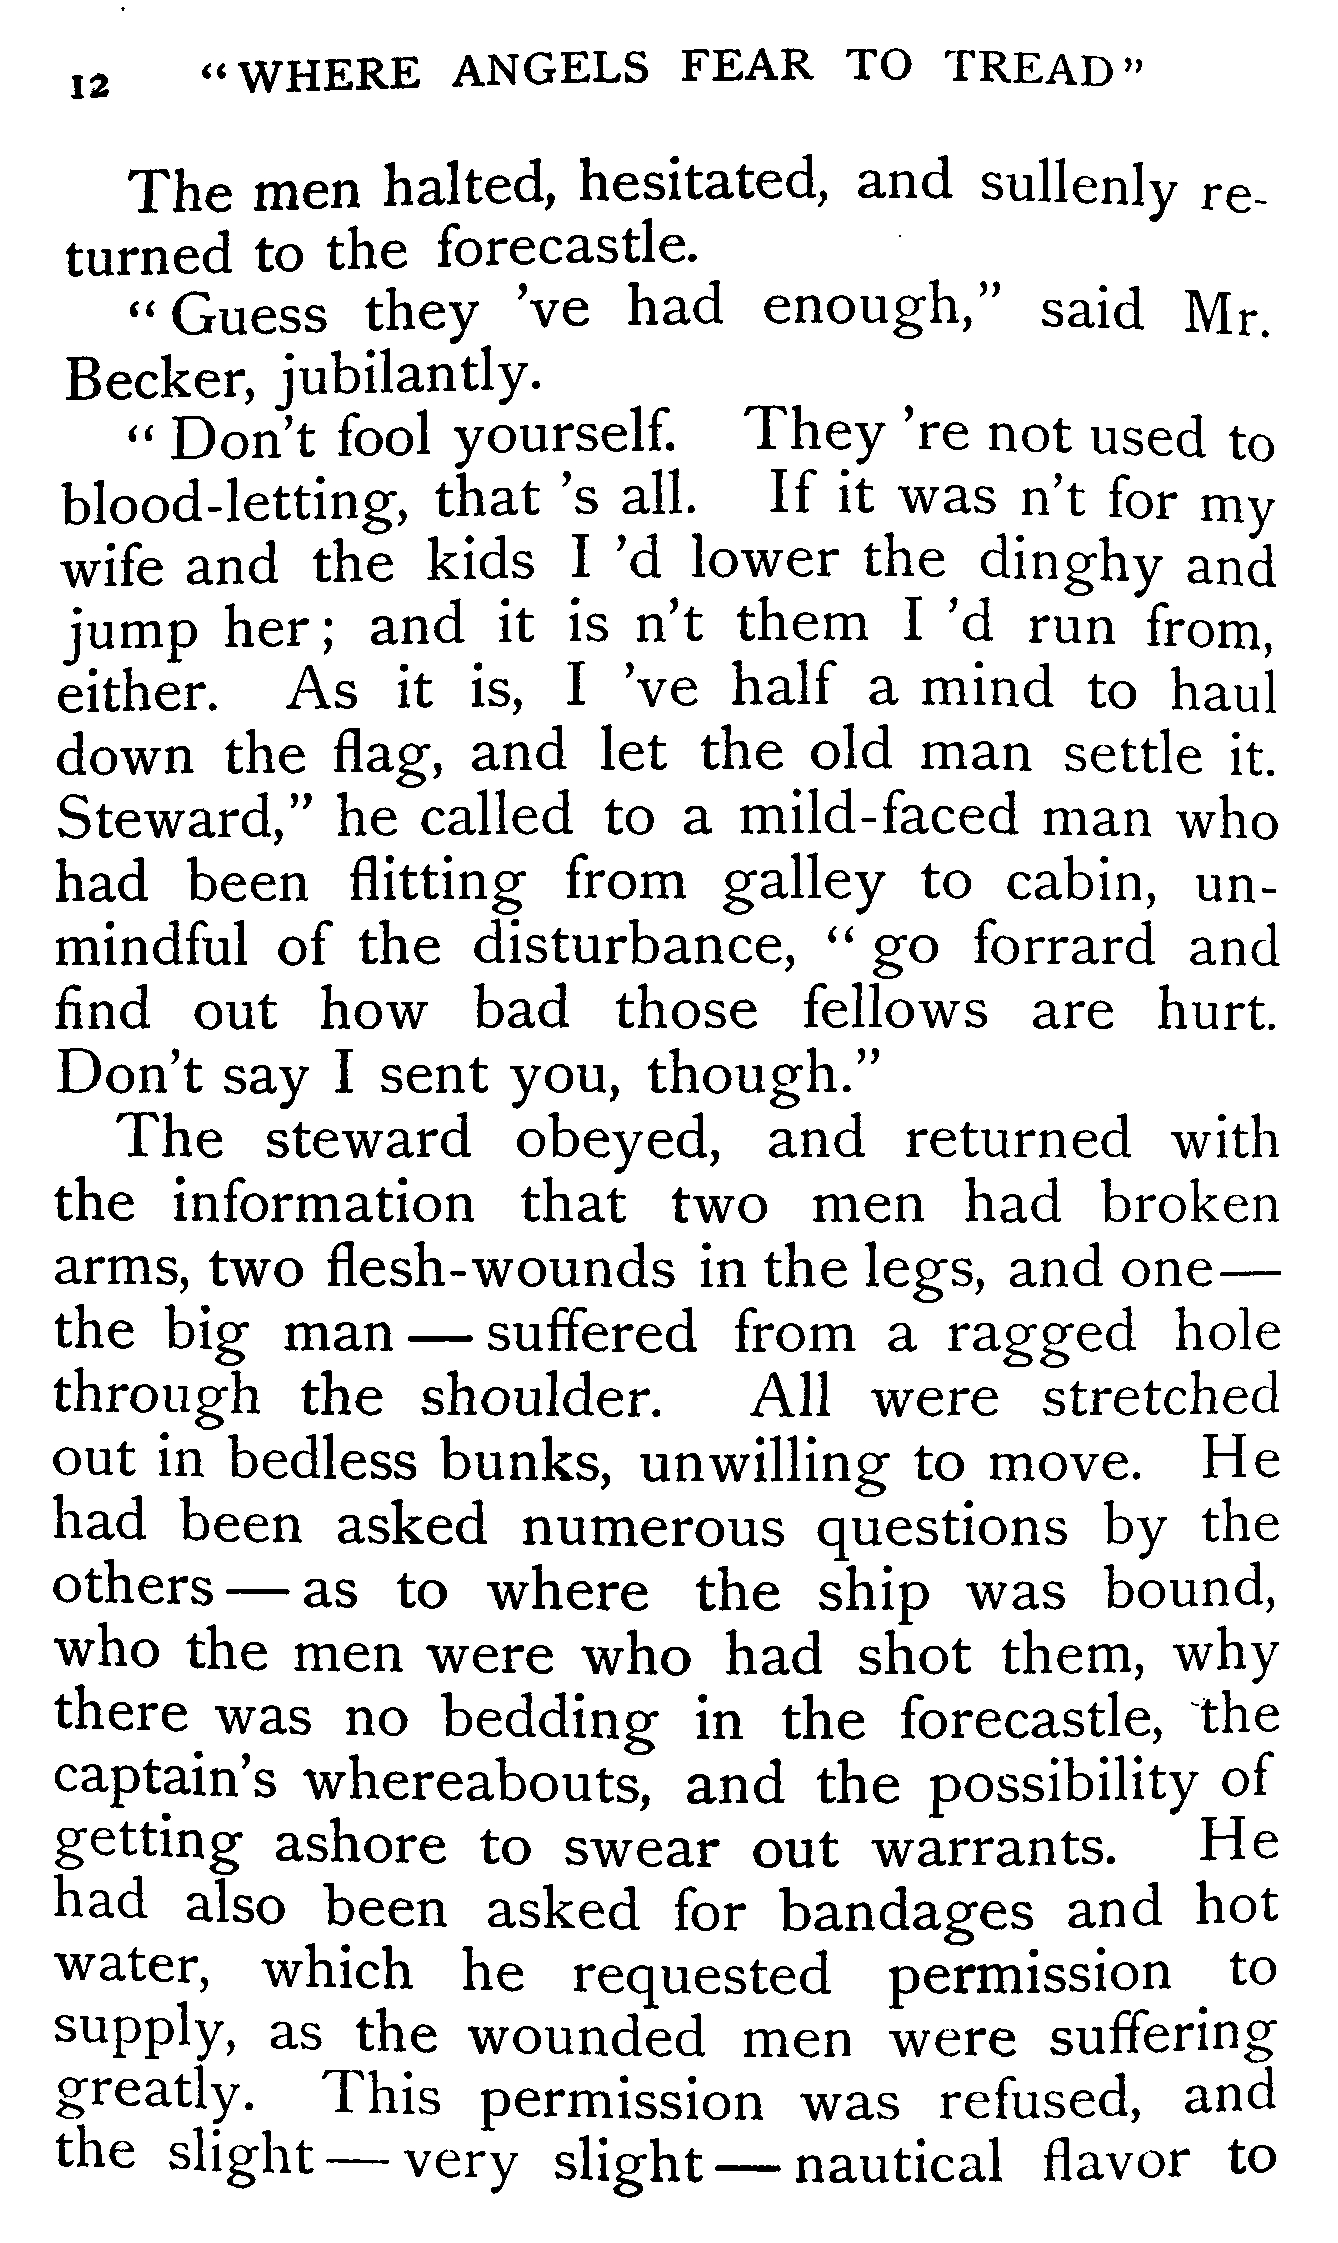 12 "WHERE ANGELS FEAR TO TREAD"
The men halted, hesitated, and sullenly re-
turned to the forecastle.
"Guess they 've had enough," said Mr.
Becker, jubilantly.
"Don't fool yourself. They 're not used to
blood-letting, that 's all. If it was n't for my
wife and the kids I 'd lower the dinghy and
jump her; and it is n't them I 'd run from,
either. As it is, I 've half a mind to haul
down the flag, and let the old man settle it.
Steward," he called to a mild-faced man who
had been flitting from galley to cabin, un-
mindful of the disturbance, "go forrard and
find out how bad those fellows are hurt.
Don't say I sent you, though."
The steward obeyed, and returned with
the information that two men had broken
arms, two flesh-wounds in the legs, and one—
the big man—suffered from a ragged hole
through the shoulder. All were stretched
out in bedless bunks, unwilling to move. He
had been asked numerous questions by the
others—as to where the ship was bound,
who the men were who had shot them, why
there was no bedding in the forecastle, the
captain's whereabouts, and the possibility of
getting ashore to swear out warrants. He
had also been asked for bandages and hot
water, which he requested permission to
supply, as the wounded men were suffering
greatly. This permission was refused, and
the slight—very slight—nautical flavor to